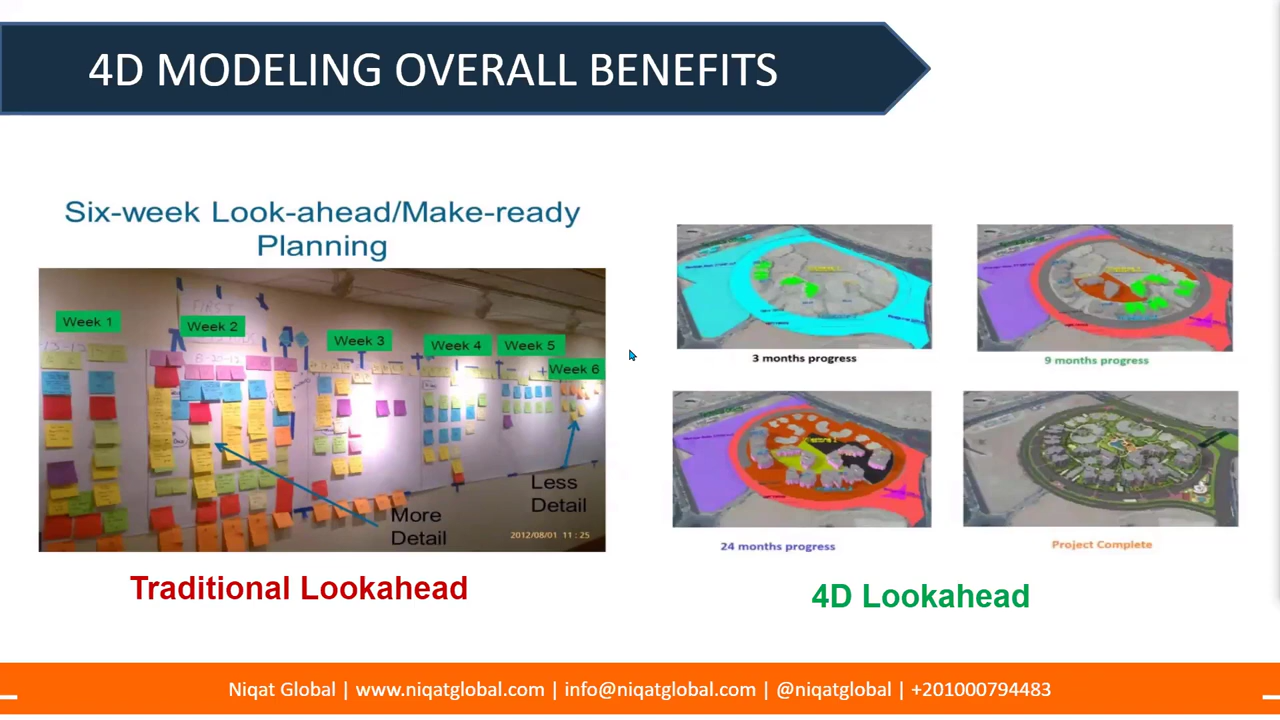 4D MODELING OVERALL BENEFITS
Six-week Look-ahead/Make-ready
Planning
Week 1
Week 2
Week 3
Week 4
Week 5
Week 6
More
Detail
Less
Detail
2012/08/01 11:25
Traditional Lookahead
3 months progress
9 months progress
24 months progress
Project Complete
4D Lookahead
Niqat Global | www.niqatglobal.com | info@niqatglobal.com | @niqatglobal | +201000794483